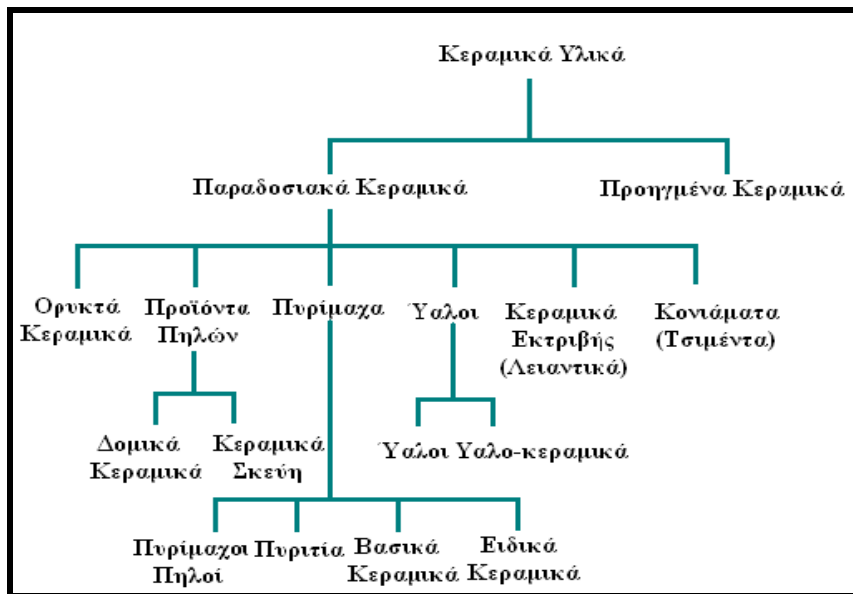 Κεραμικά Υλικά
Παραδοσιακά Κεραμικά
Προηγμένα Κεραμικά
Ορυκτά
Κεραμικά
Προϊόντα
Πηλών
Πυρίμαχα
Ύαλοι
Κεραμικά
Εκτριβής
(Λειαντικά)
Κονιάματα
(Τσιμέντα)
Δομικά
Κεραμικά
Κεραμικά
Σκεύη
Ύαλοι
Υαλο-κεραμικά
Πυρίμαχοι
Πηλοί
Πυριτία
Βασικά
Κεραμικά
Ειδικά
Κεραμικά